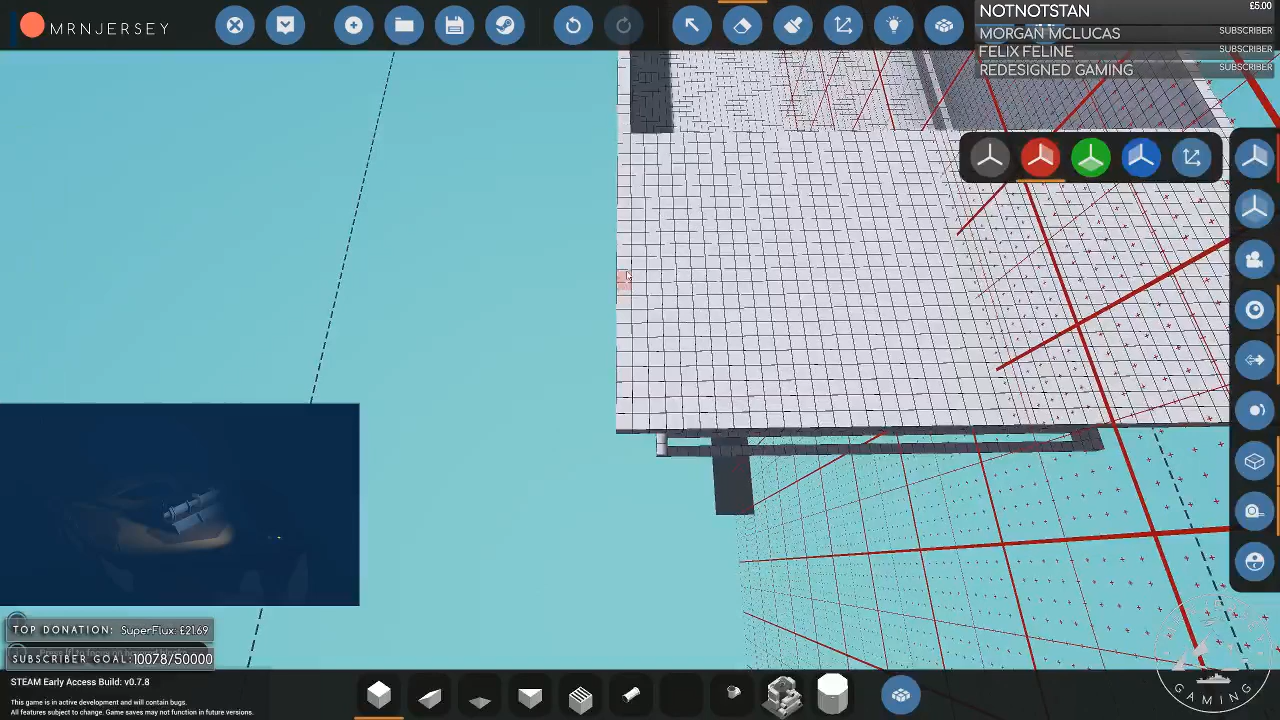 MRNJERSEY
NOTNOTSTAN £5.00
MORGAN MCLUCAS SUBSCRIBER
FELIX FELINE SUBSCRIBER
REDESIGNED GAMING SUBSCRIBER
TOP DONATION: SuperFlux: £21.69
SUBSCRIBER GOAL: 10078/50000
STEAM Early Access Build: v0.7.8
This game is in active development and will contain bugs.
All features subject to change. Game saves may not function in future versions.
GAMING